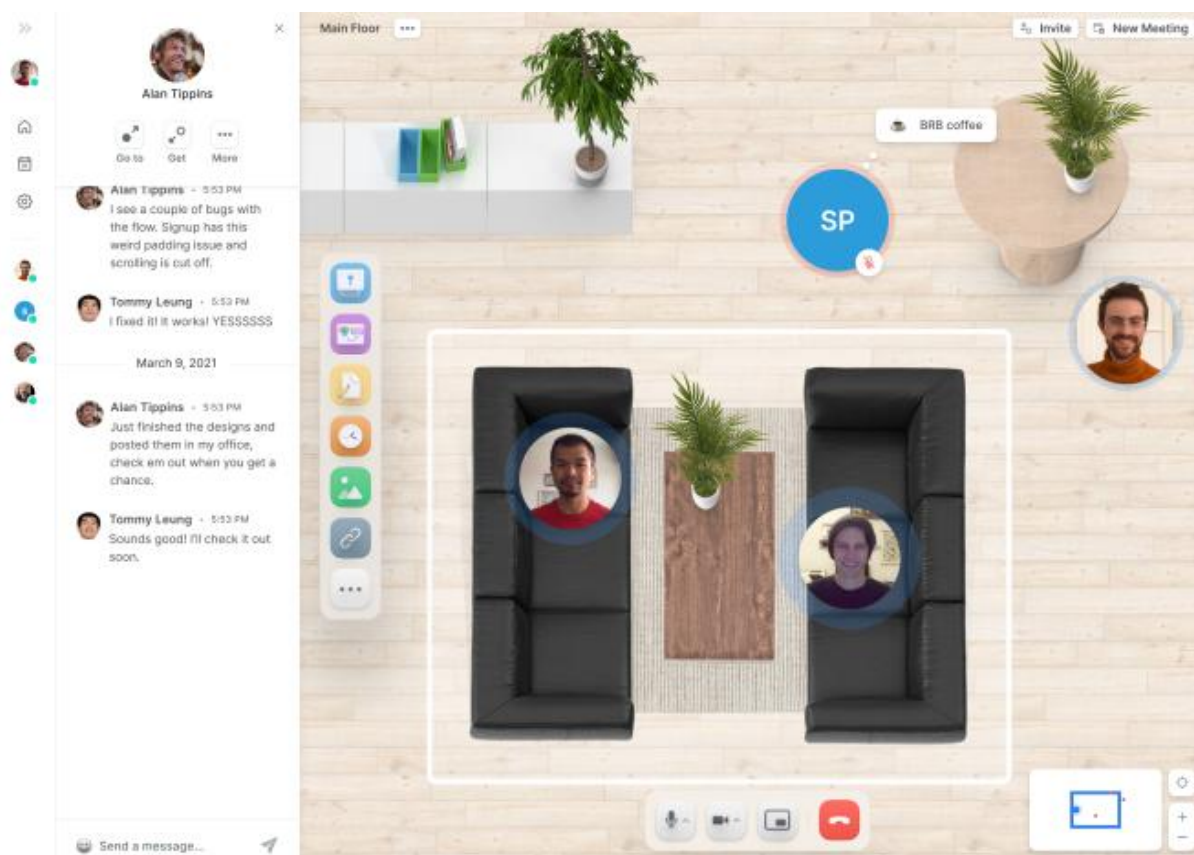 Main Floor
Invite
New Meeting
Alan Tippins
Go to
Get
More
Alan Tippins - 5:53 PM
I see a couple of bugs with
the flow. Signup has this
weird padding issue and
scrolling is cut off.
Tommy Leung - 5:53 PM
I fixed it! It works! YESSSSSS
March 9, 2021
Alan Tippins - 5:53 PM
Just finished the designs and
posted them in my office,
check em out when you get a
chance.
Tommy Leung - 5:53 PM
Sounds good! I'll check it out
soon.
Send a message...
BRB coffee
SP